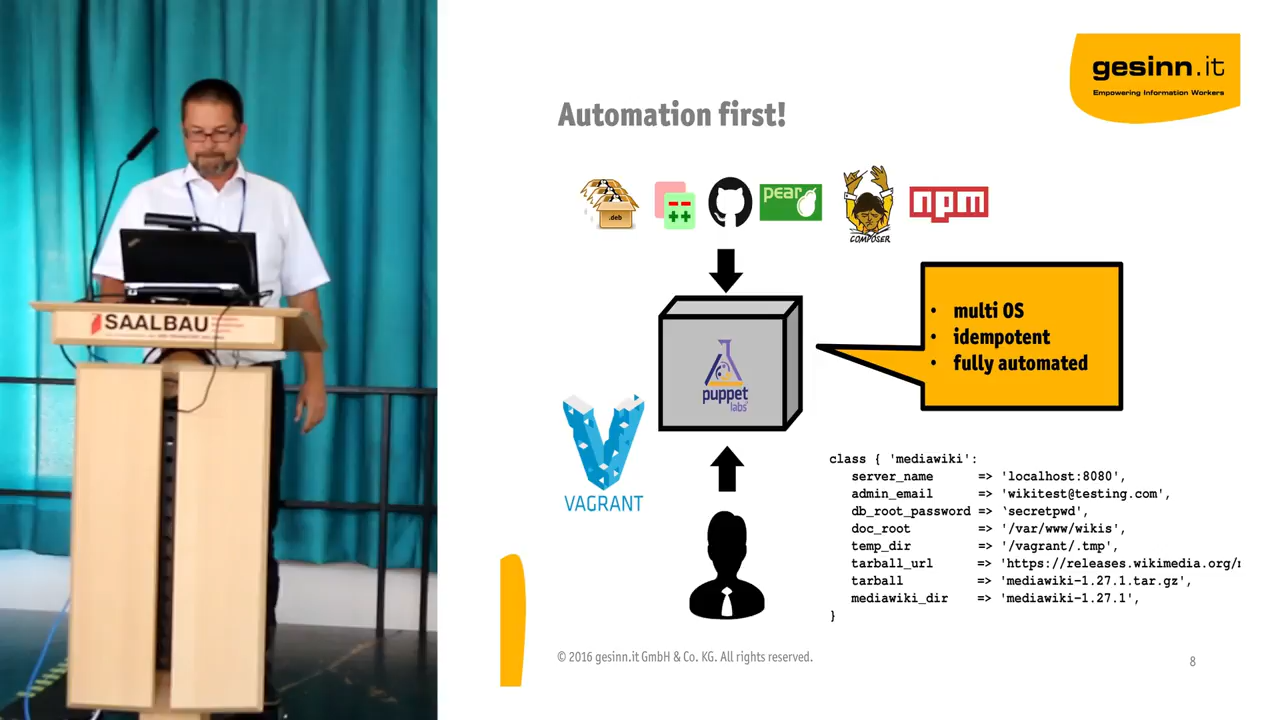 gesinn.it
Empowering Information Workers
Automation first!
.deb
pear
COMPOSER
npm
puppet
labs
• multi OS
• idempotent
• fully automated
VAGRANT
class { 'mediawiki':
server_name => 'localhost:8080',
admin_email => 'wikitest@testing.com',
db_root_password => `secretpwd',
doc_root => '/var/www/wikis',
temp_dir => '/vagrant/.tmp',
tarball_url => 'https://releases.wikimedia.org/
tarball => 'mediawiki-1.27.1.tar.gz',
mediawiki_dir => 'mediawiki-1.27.1',
}
© 2016 gesinn.it GmbH & Co. KG. All rights reserved.
8
SAALBAU